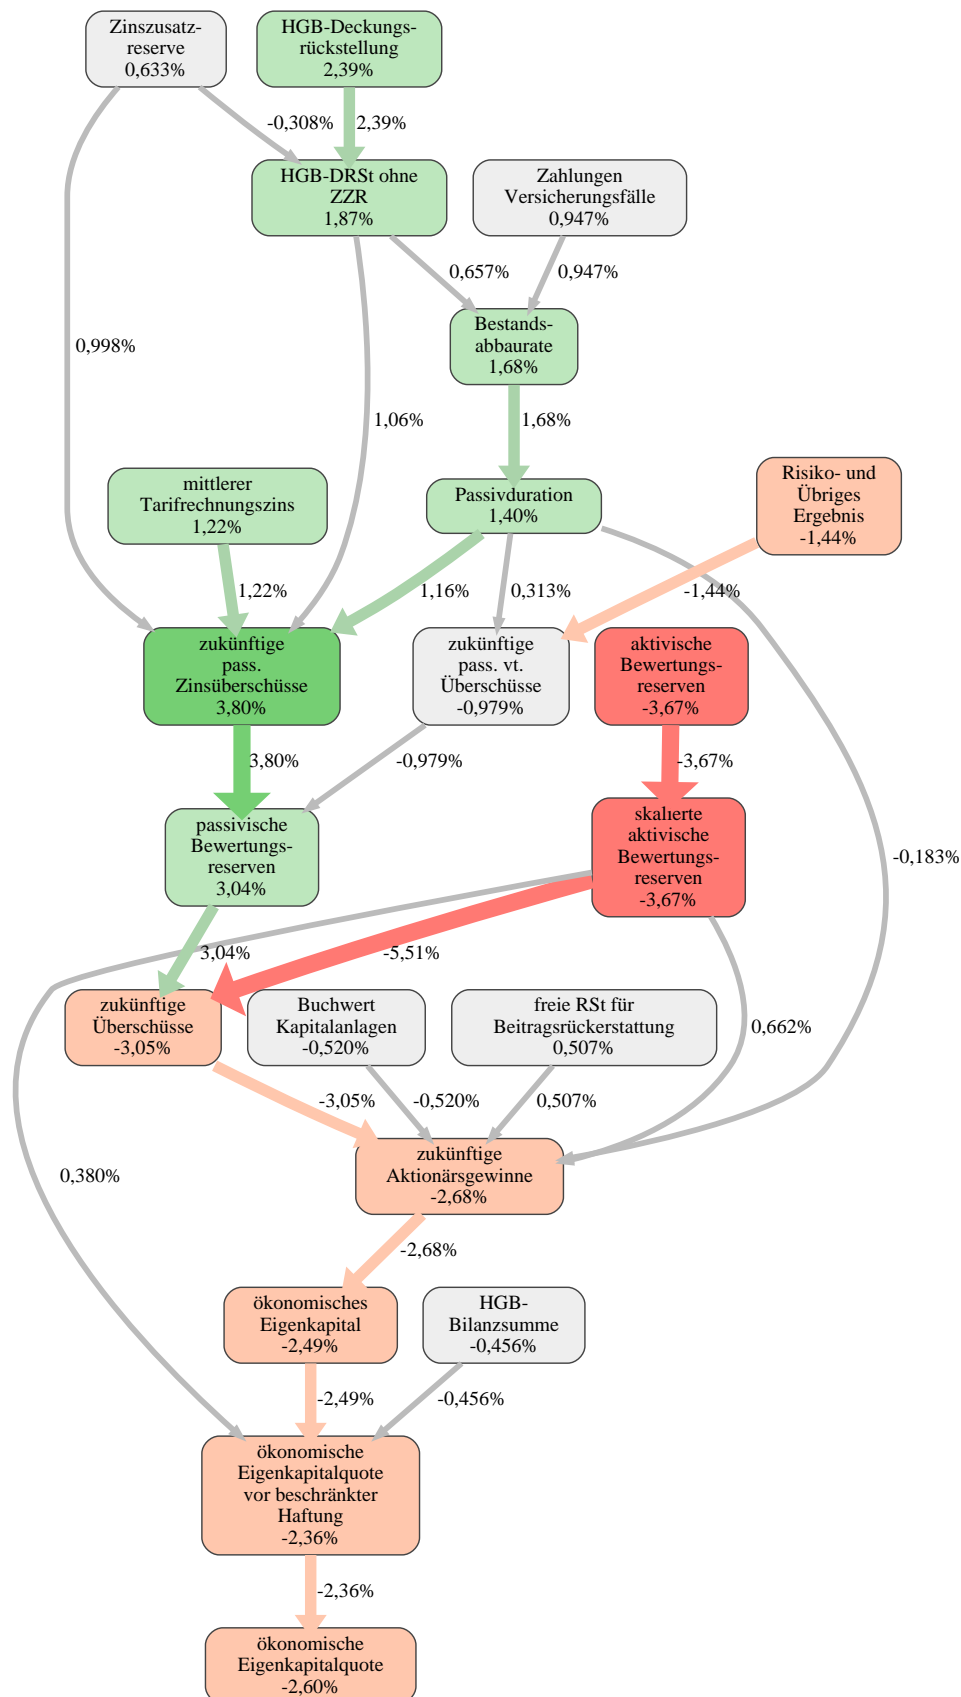 Zinszusatz-
reserve
0,633%
HGB-Deckungs-
rückstellung
2,39%
-0,308%
2,39%
HGB-DRSt ohne
ZZR
1,87%
Zahlungen
Versicherungsfälle
0,947%
0,657%
0,947%
Bestands-
abbaurate
1,68%
0,998%
1,06%
1,68%
mittlerer
Tarifrechnungszins
1,22%
Passivduration
1,40%
Risiko- und
Übriges
Ergebnis
-1,44%
1,22%
1,16%
0,313%
-1,44%
zukünftige
pass.
Zinsüberschüsse
3,80%
zukünftige
pass. vt.
Überschüsse
-0,979%
aktivische
Bewertungs-
reserven
-3,67%
3,80%
-0,979%
-3,67%
passivische
Bewertungs-
reserven
3,04%
skalierte
aktivische
Bewertungs-
reserven
-3,67%
-0,183%
3,04%
-5,51%
zukünftige
Überschüsse
-3,05%
Buchwert
Kapitalanlagen
-0,520%
freie RSt für
Beitragsrückerstattung
0,507%
0,662%
-3,05%
-0,520%
0,507%
zukünftige
Aktionärsgewinne
-2,68%
0,380%
-2,68%
ökonomisches
Eigenkapital
-2,49%
HGB-
Bilanzsumme
-0,456%
-2,49%
-0,456%
ökonomische
Eigenkapitalquote
vor beschränkter
Haftung
-2,36%
-2,36%
ökonomische
Eigenkapitalquote
-2,60%